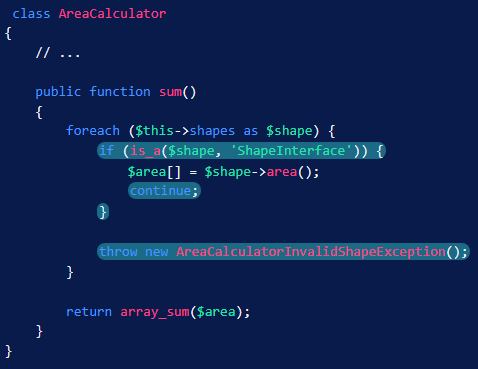 class AreaCalculator
{
    // ...

    public function sum()
    {
        foreach ($this->shapes as $shape) {
            if (is_a($shape, 'ShapeInterface')) {
                $area[] = $shape->area();
                continue;
            }

            throw new AreaCalculatorInvalidShapeException();
        }

        return array_sum($area);
    }
}